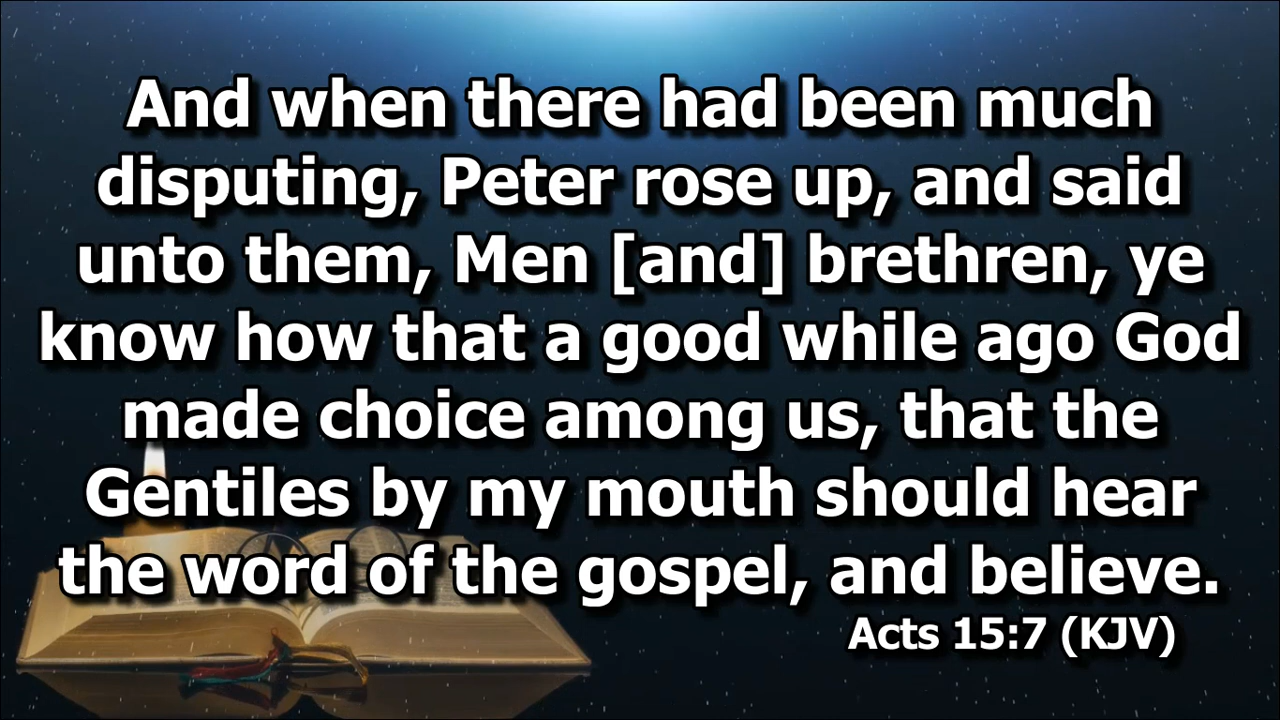 And when there had been much
disputing, Peter rose up, and said
unto them, Men [and] brethren, ye
know how that a good while ago God
made choice among us, that the
Gentiles by my mouth should hear
the word of the gospel, and believe.
Acts 15:7 (KJV)